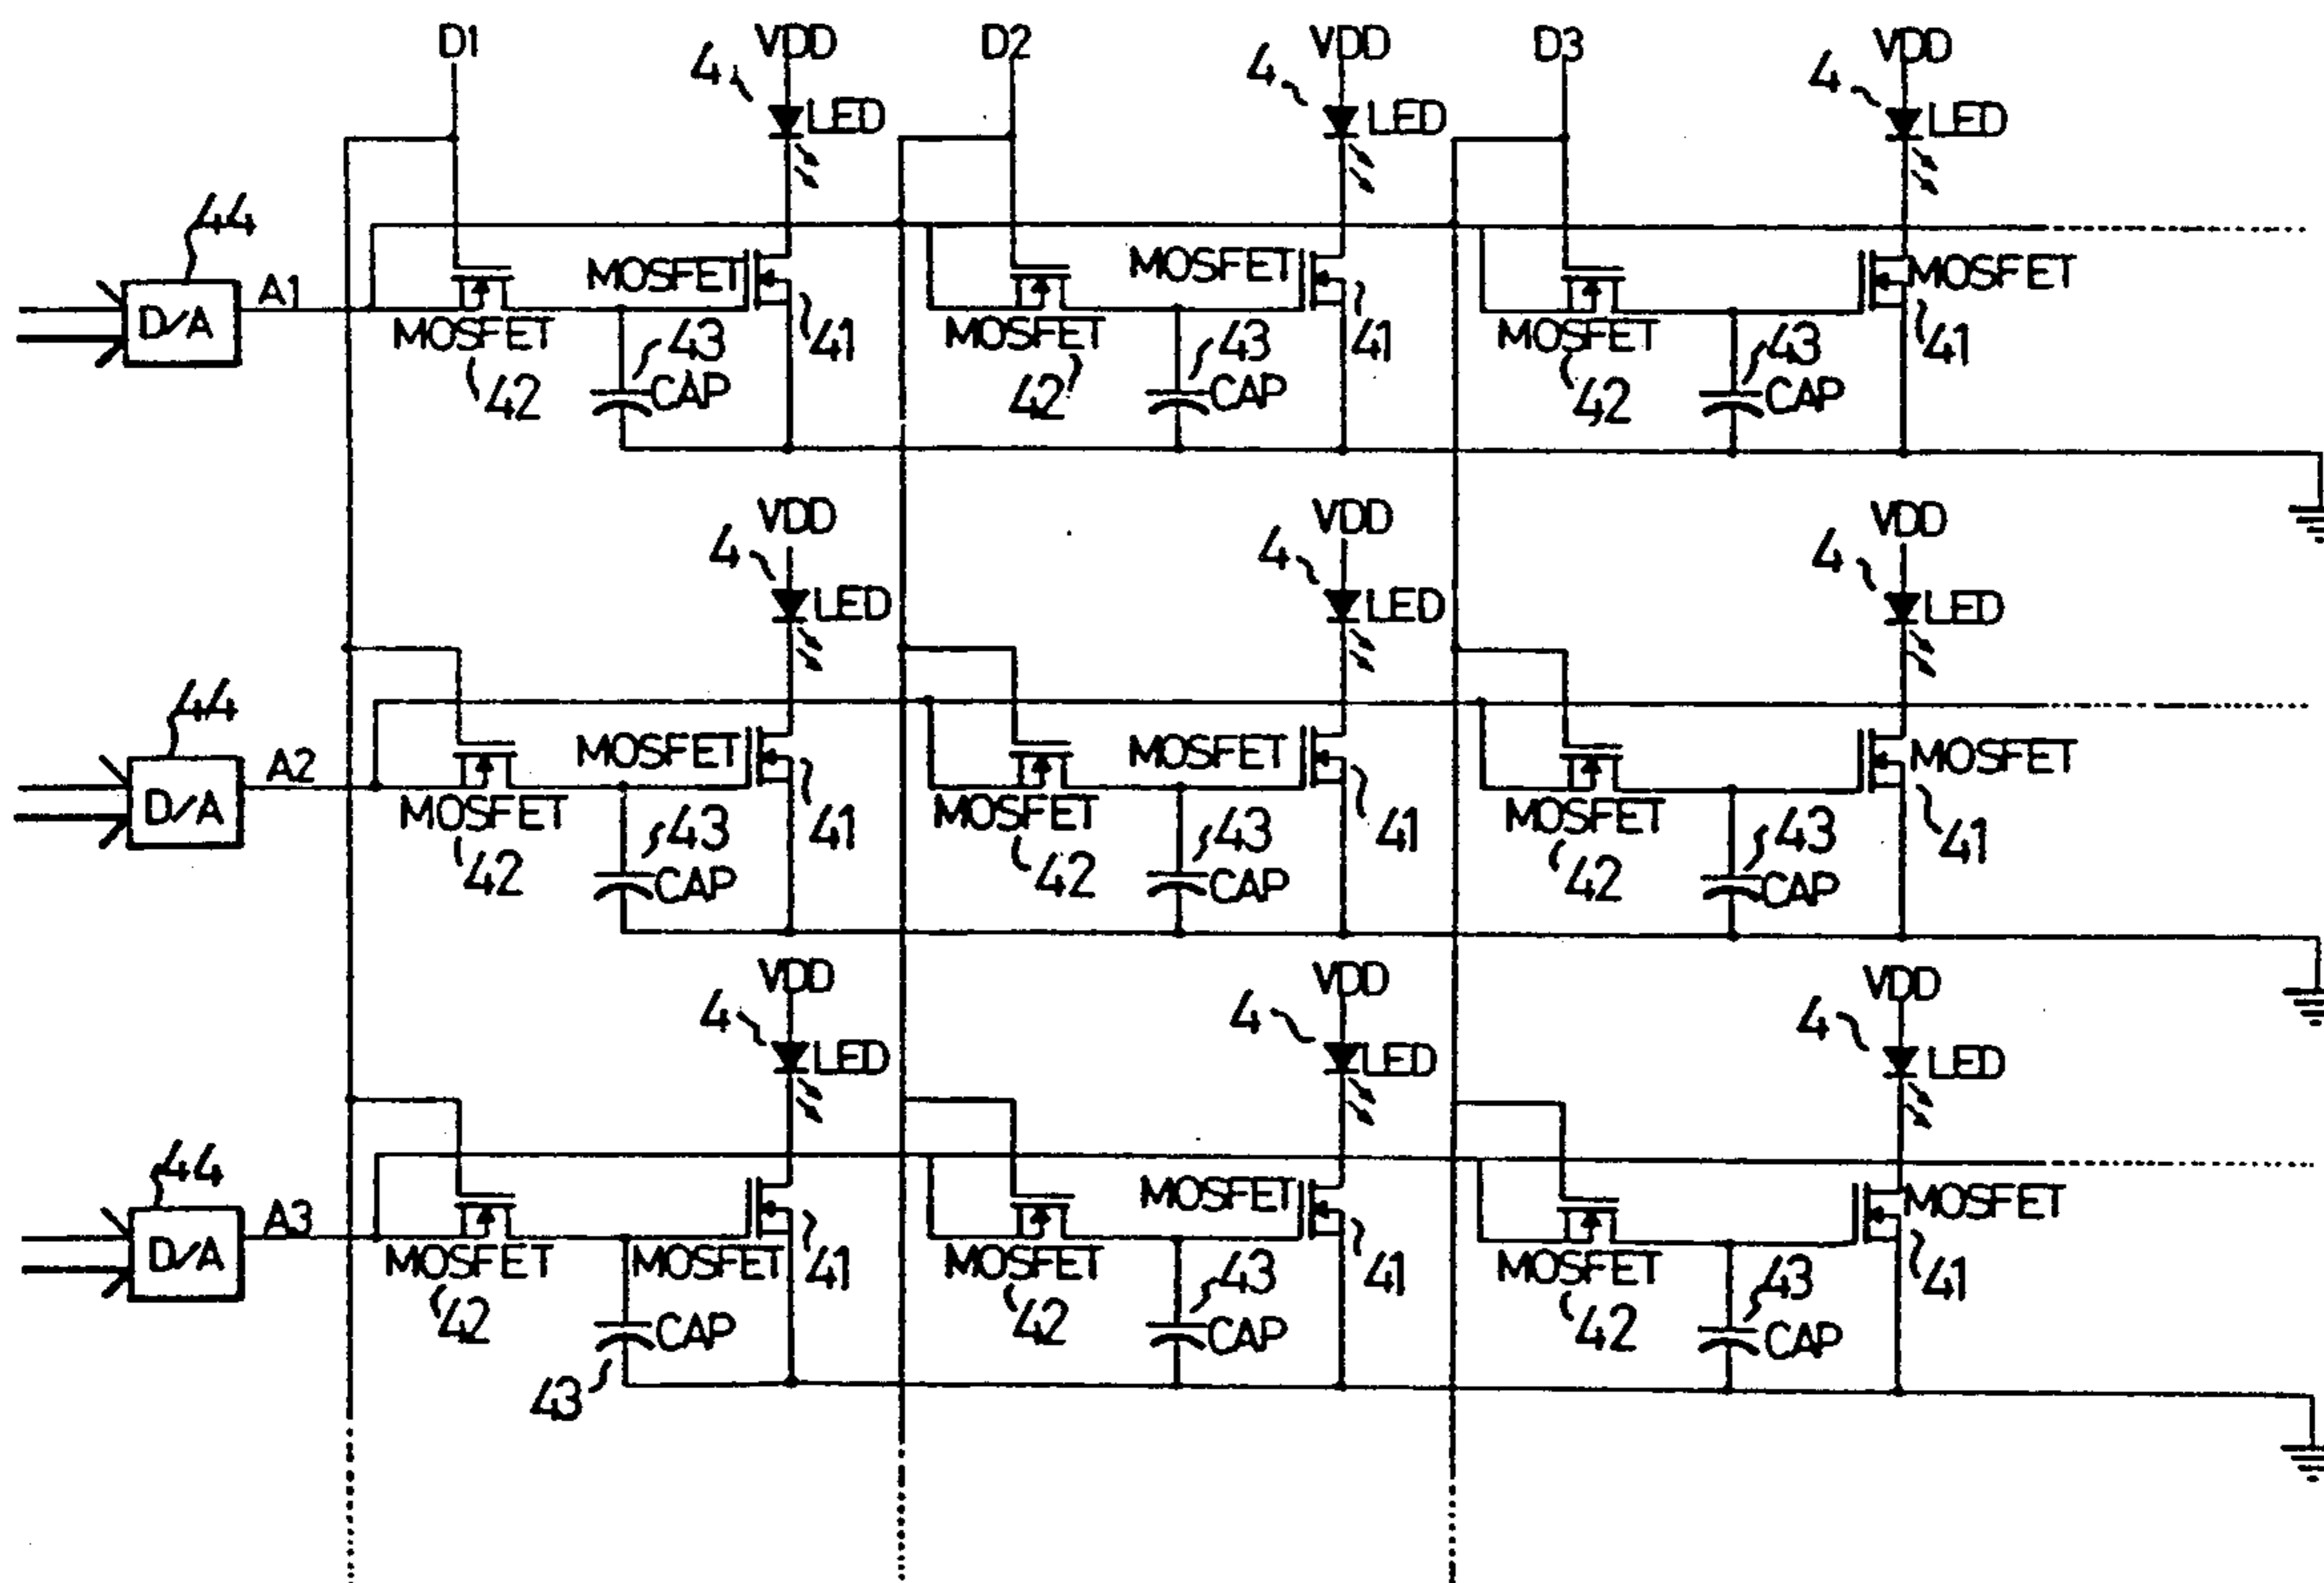 D1 VDD D2 VDD D3 VDD
4 LED 4 LED 4 LED
44
D/A A1 MOSFET MOSFET MOSFET
MOSFET 41 MOSFET 41 MOSFET 41
43 43 43
42 CAP 42 CAP 42 CAP
VDD VDD VDD
4 LED 4 LED 4 LED
44
D/A A2 MOSFET MOSFET MOSFET
MOSFET 41 MOSFET 41 MOSFET 41
43 43 43
42 CAP 42 CAP 42 CAP
VDD VDD VDD
4 LED 4 LED 4 LED
44
MOSFET MOSFET
D/A A3
MOSFET MOSFET 41 MOSFET 41 MOSFET 41
43 43
42 CAP 42 CAP 42 CAP
43